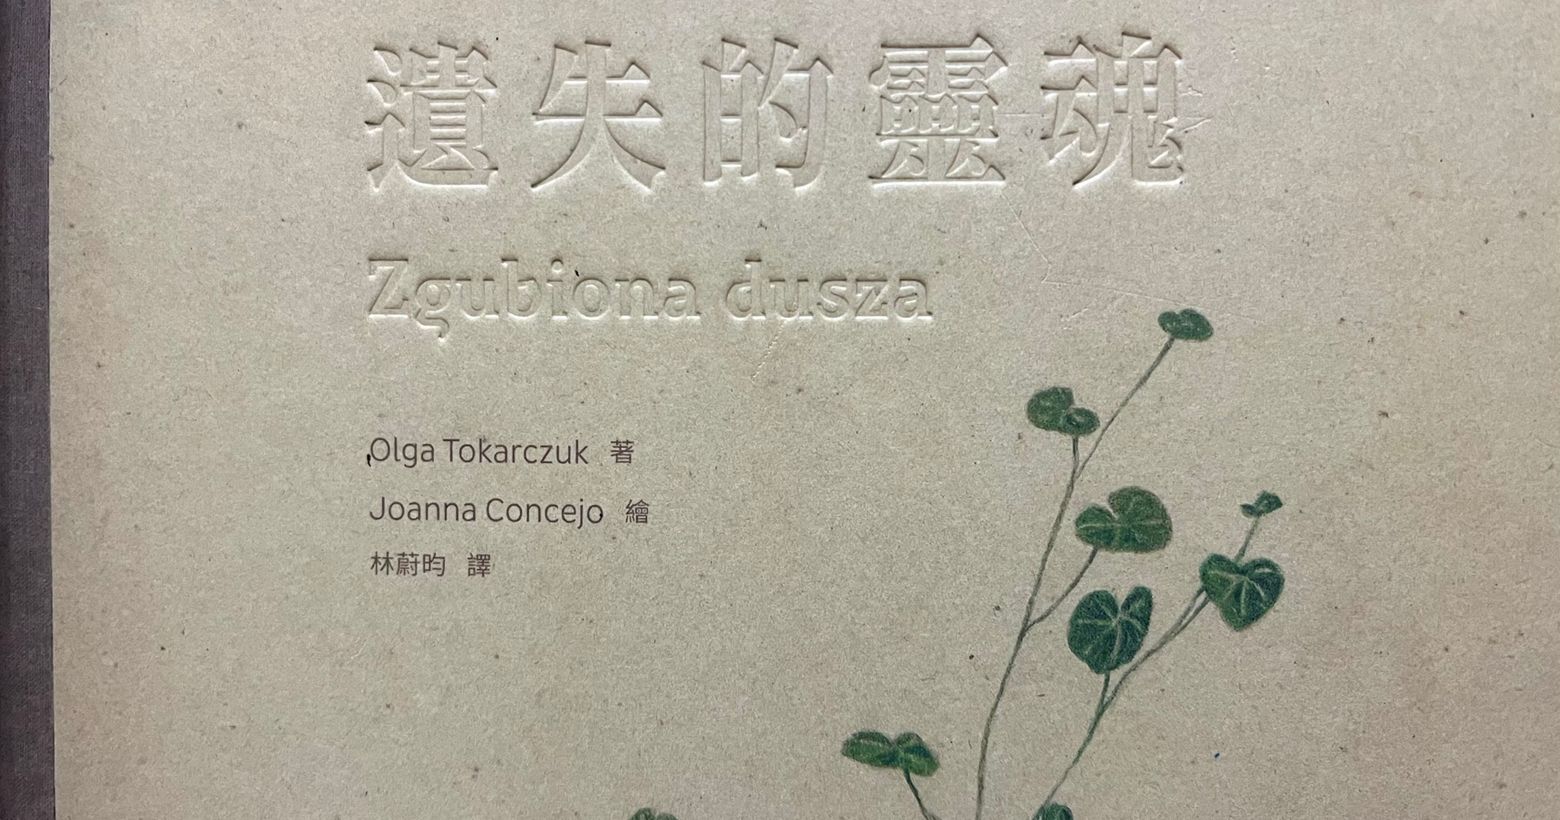 遺失的靈魂
Zgubiona dusza
Olga Tokarczuk 著
Joanna Concejo 繪
林蔚昀 譯